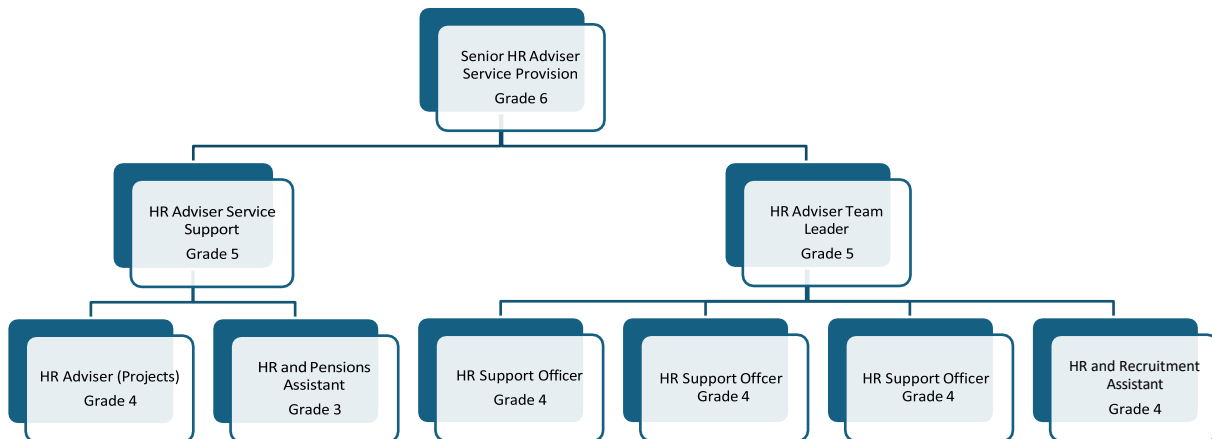 Senior HR Adviser
Service Provision
Grade 6
HR Adviser Service
Support
Grade 5
HR Adviser Team
Leader
Grade 5
HR Adviser (Projects)
Grade 4
HR and Pensions
Assistant
Grade 3
HR Support Officer
Grade 4
HR Support Offcer
Grade 4
HR Support Officer
Grade 4
HR and Recruitment
Assistant
Grade 4